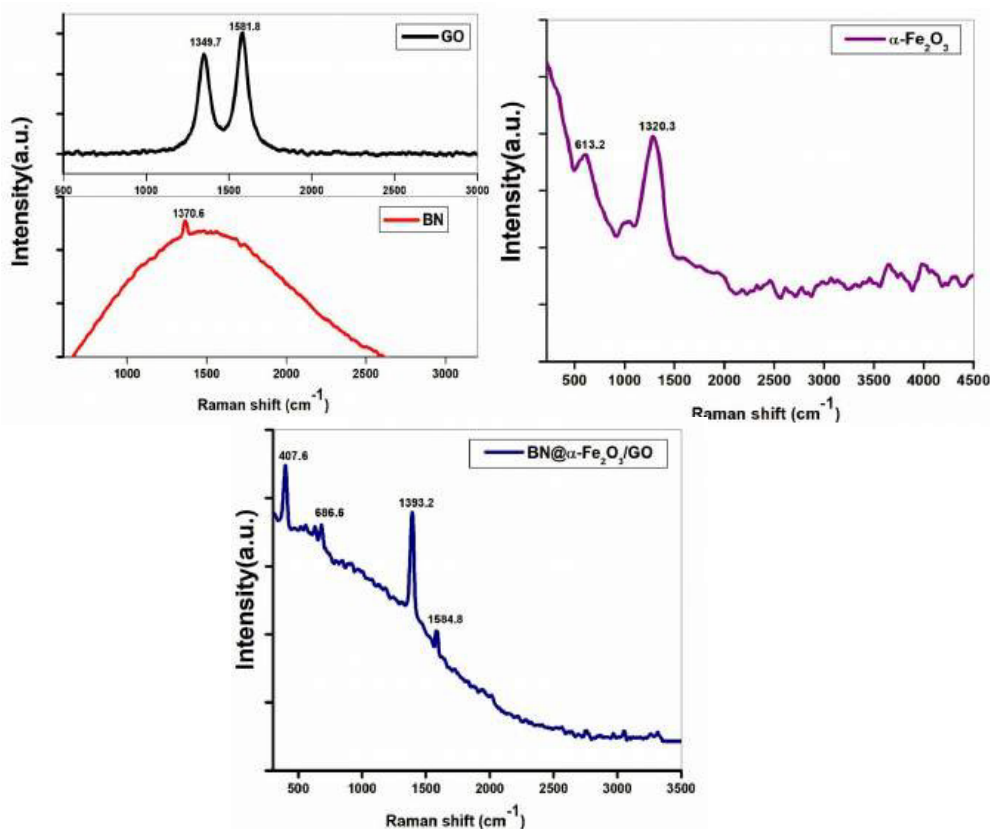 1349.7
1581.8
GO
500 1000 1500 2000 2500 3000
1370.6
BN
1000 1500 2000 2500 3000
Raman shift (cm⁻¹)
Intensity(a.u.)
α-Fe₂O₃
613.2
1320.3
500 1000 1500 2000 2500 3000 3500 4000 4500
Raman shift (cm⁻¹)
Intensity(a.u.)
BN@α-Fe₂O₃/GO
407.6
686.6
1393.2
1584.8
500 1000 1500 2000 2500 3000 3500
Raman shift (cm⁻¹)
Intensity(a.u.)